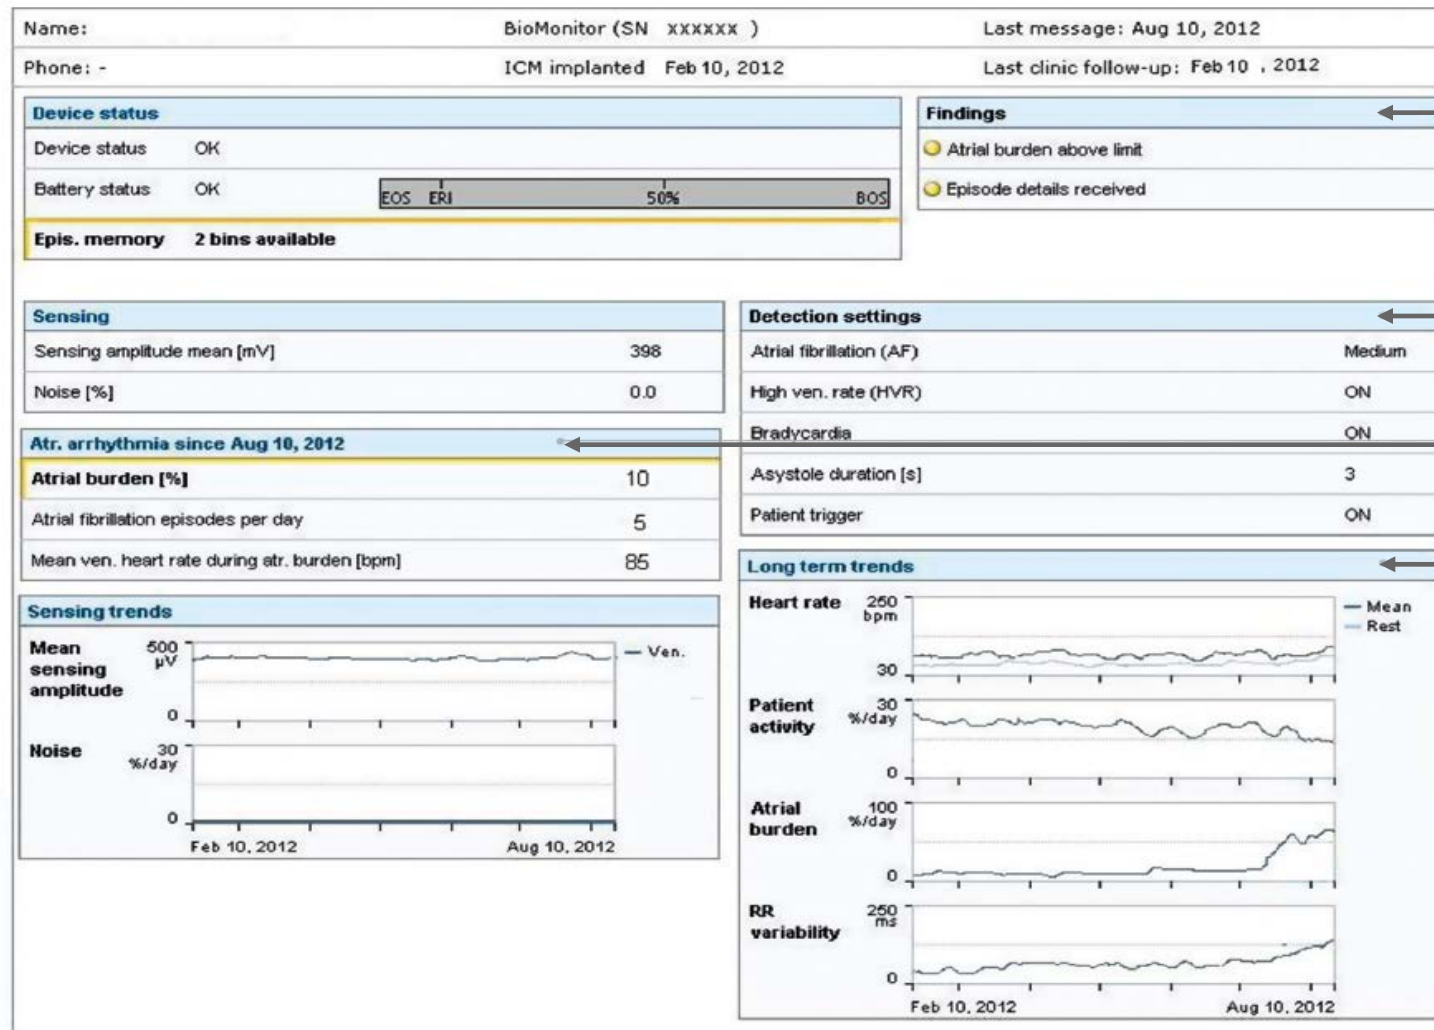 Name:
BioMonitor (SN xxxxxx )
Last message: Aug 10, 2012
Phone: -
ICM implanted Feb 10, 2012
Last clinic follow-up: Feb 10 , 2012
Device status
Device status OK
Battery status OK
EOS ERI 50% BOS
Epis. memory 2 bins available
Findings
Atrial burden above limit
Episode details received
Sensing
Sensing amplitude mean [mV] 398
Noise [%] 0.0
Atr. arrhythmia since Aug 10, 2012
Atrial burden [%] 10
Atrial fibrillation episodes per day 5
Mean ven. heart rate during atr. burden [bpm] 85
Sensing trends
Mean
sensing
amplitude
500
µV
0
Ven.
Noise
30
%/day
0
Feb 10, 2012 Aug 10, 2012
Detection settings
Atrial fibrillation (AF) Medium
High ven. rate (HVR) ON
Bradycardia ON
Asystole duration [s] 3
Patient trigger ON
Long term trends
Heart rate
250
bpm
30
Mean
Rest
Patient
activity
30
%/day
0
Atrial
burden
100
%/day
0
RR
variability
250
ms
0
Feb 10, 2012 Aug 10, 2012